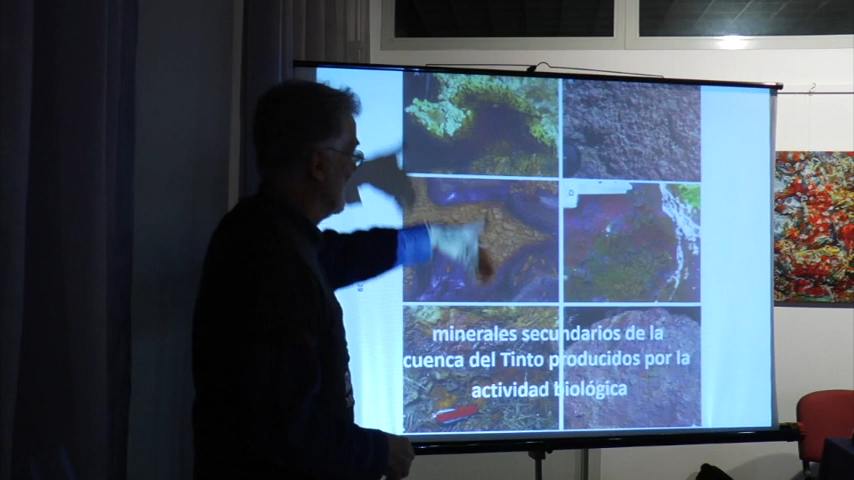 minerales secundarios de la
cuenca del Tinto producidos por la
actividad biológica